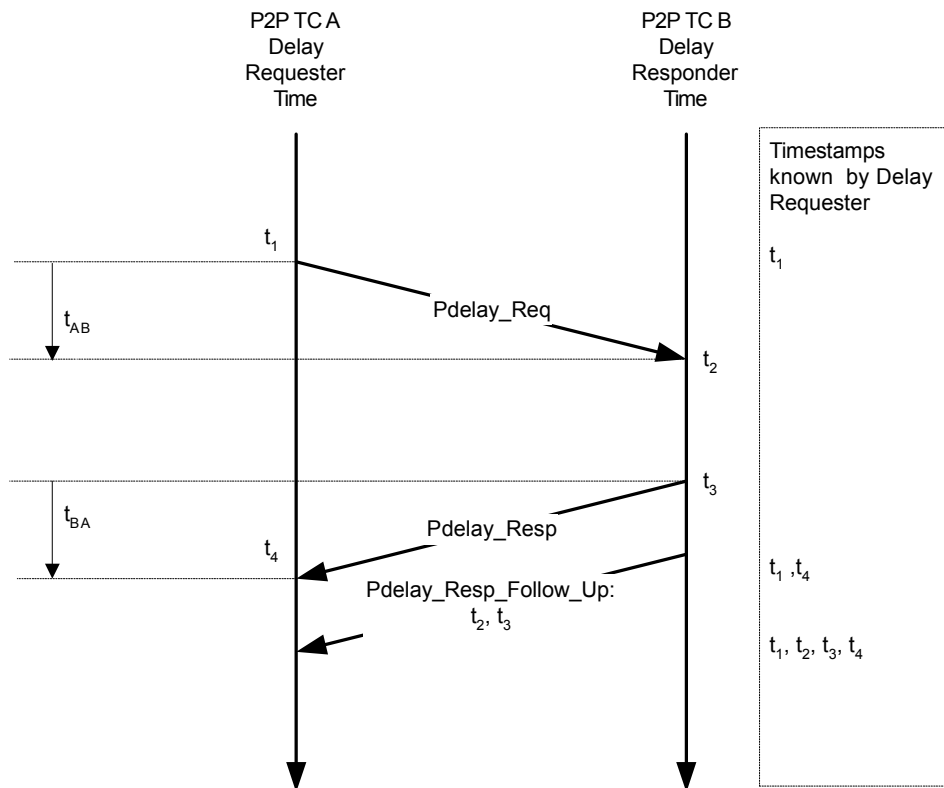 P2P TC A
Delay
Requester
Time
P2P TC B
Delay
Responder
Time
Timestamps
known by Delay
Requester
t1
t1
Pdelay_Req
tAB
t2
t3
tBA
Pdelay_Resp
t4
t1 ,t4
Pdelay_Resp_Follow_Up:
t2, t3
t1, t2, t3, t4